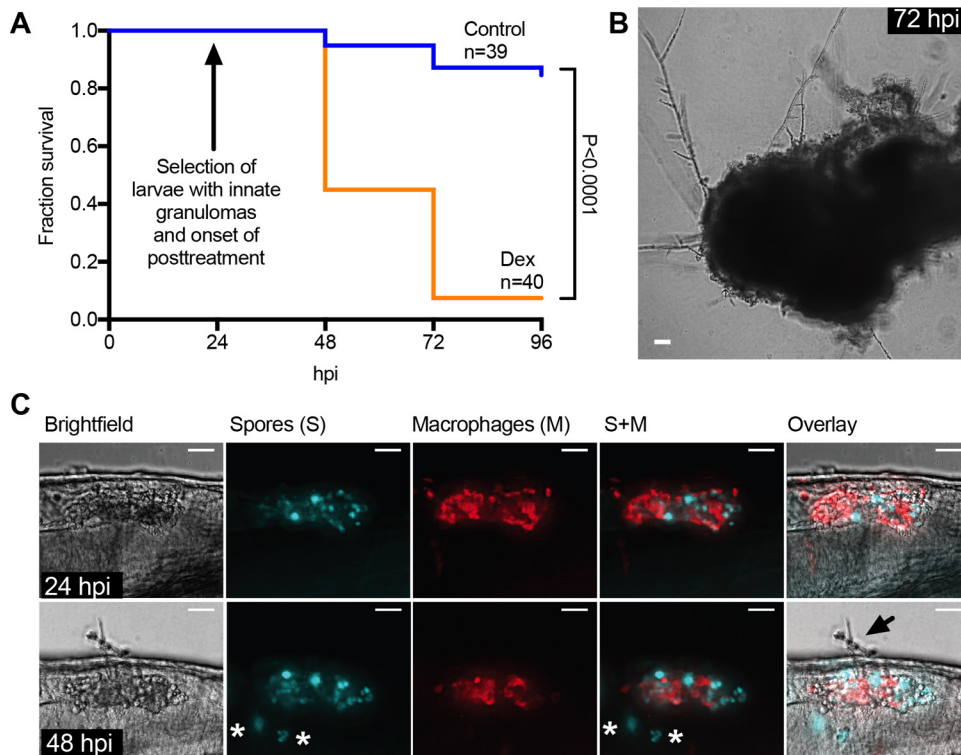 A
Fraction survival
1.0
0.8
0.6
0.4
0.2
0.0
0
24
48
72
96
hpi
Selection of
larvae with innate
granulomas
and onset of
posttreatment
Control
n=39
Dex
n=40
P<0.0001
B
72 hpi
C
Brightfield
Spores (S)
Macrophages (M)
S+M
Overlay
24 hpi
48 hpi
*
*
*
*